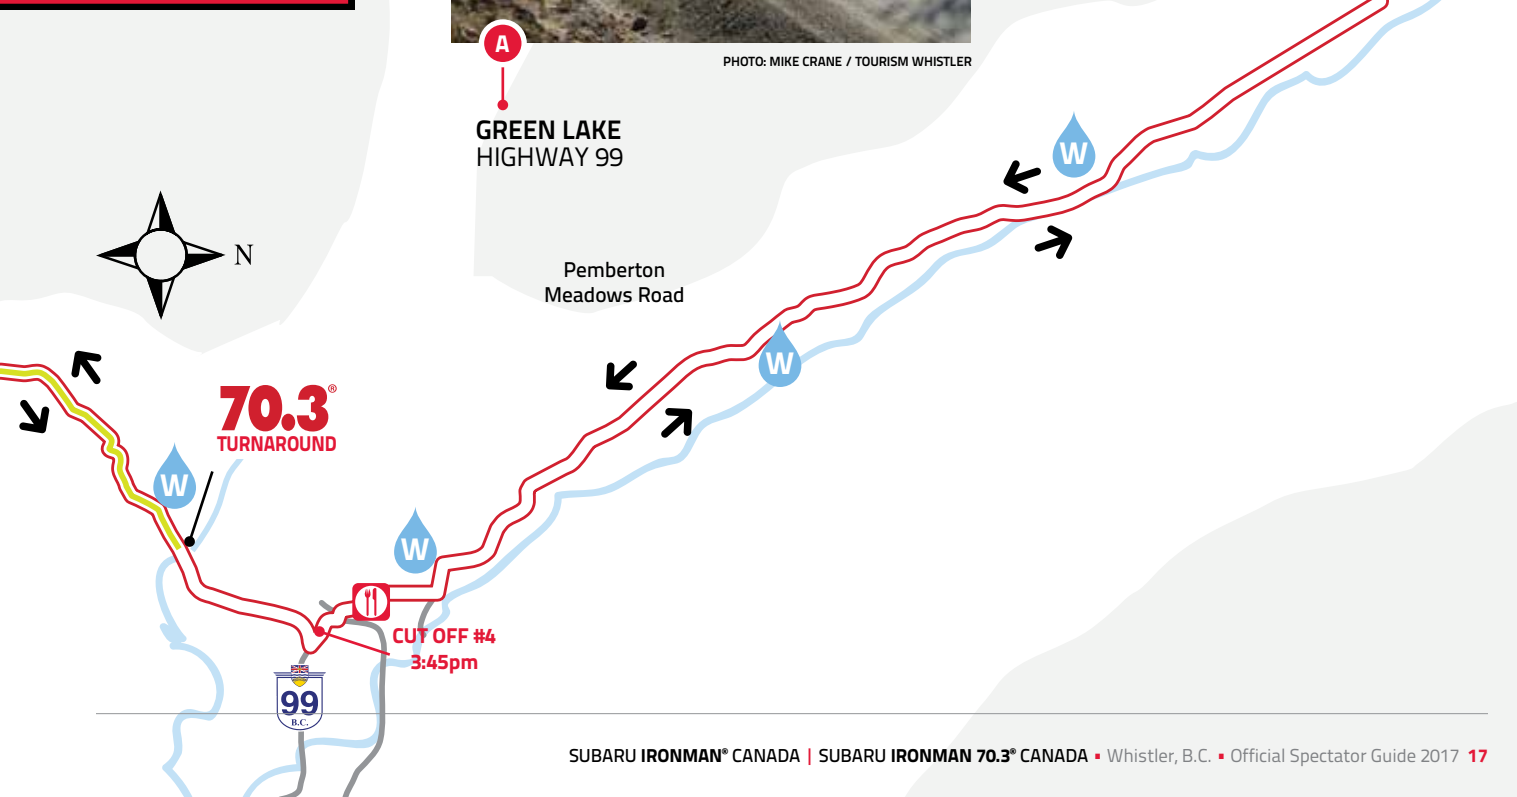 A
PHOTO: MIKE CRANE / TOURISM WHISTLER
GREEN LAKE
HIGHWAY 99
W
N
Pemberton
Meadows Road
W
70.3®
TURNAROUND
W
W
CUT OFF #4
3:45pm
99
B.C.
SUBARU IRONMAN® CANADA | SUBARU IRONMAN 70.3® CANADA ▪ Whistler, B.C. ▪ Official Spectator Guide 2017 17